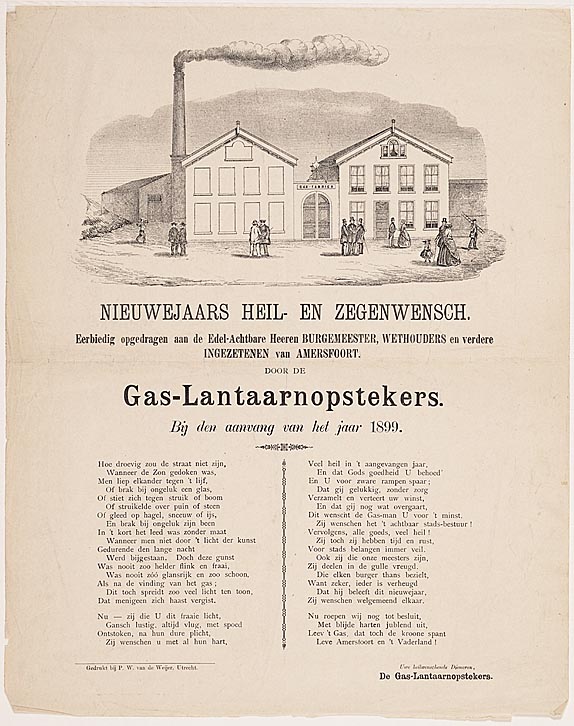 GAS FABRIEK
NIEUWEJAARS HEIL- EN ZEGENWENSCH.
Eerbiedig opgedragen aan de Edel-Achtbare Heeren BURGEMEESTER, WETHOUDERS en verdere
INGEZETENEN van AMERSFOORT.
DOOR DE
Gas-Lantaarnopstekers.
Bij den aanvang van het jaar 1899.
Hoe droevig zou de straat niet zijn,
Wanneer de Zon gedoken was,
Men liep elkander tegen 't lijf,
Of brak bij ongeluk een glas,
Of stiet zich tegen struik of boom
Of struikelde over puin of steen
Of gleed op hagel, sneeuw of ijs,
En brak bij ongeluk zijn been
In 't kort het leed was zonder maat
Wanneer men niet door 't licht der kunst
Gedurende den lange nacht
Werd bijgestaan. Doch deze gunst
Was nooit zoo helder flink en fraai,
Was nooit zóó glansrijk en zoo schoon,
Als na de vinding van het gas;
Dit toch spreidt zoo veel licht ten toon,
Dat menigeen zich haast vergist.
Nu — zij die U dit fraaie licht,
Gansch lustig, altijd vlug, met spoed
Ontstoken, na hun dure plicht,
Zij wenschen u met al hun hart,
Veel heil in 't aangevangen jaar,
En dat Gods goedheid U behoed'
En U voor zware rampen spaar;
Dat gij gelukkig, zonder zorg
Verzamelt en verteert uw winst,
En dat gij nog wat overgaart,
Dit wenscht de Gas-man U voor 't minst.
Zij wenschen het 't achtbaar stads-bestuur!
Vervolgens, alle goeds, veel heil!
Zij toch zij hebben tijd en rust,
Voor stads belangen immer veil.
Ook zij die onze meesters zijn,
Zij deelen in de gulle vreugd.
Die elken burger thans bezielt,
Want zeker, ieder is verheugd
Dat hij beleeft dit nieuwejaar,
Zij wenschen welgemeend elkaar.
Nu roepen wij nog tot besluit,
Met blijde harten jublend uit,
Leev 't Gas, dat toch de kroone spant
Leve Amersfoort en 't Vaderland!
Gedrukt bij P. W. van de Weijer, Utrecht.
Uwe heilwenschende Dienaren,
De Gas-Lantaarnopstekers.